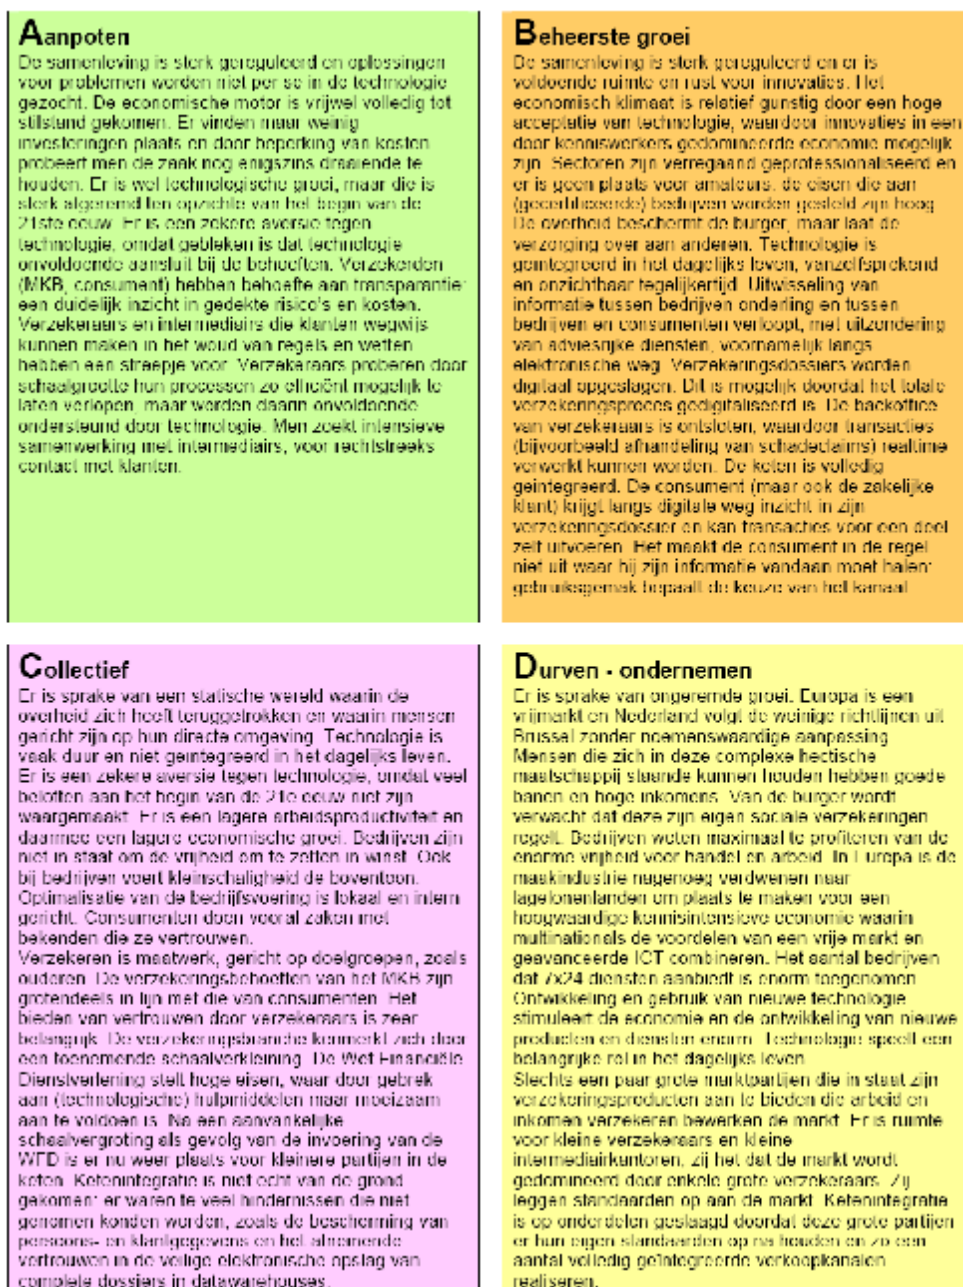 Aanpoten
De samenleving is sterk gereguleerd en oplossingen
voor problemen worden niet per se in de technologie
gezocht. De economische motor is vrijwel volledig tot
stilstand gekomen. Er vinden maar weinig
investeringen plaats en door beperking van kosten
probeert men de zaak nog enigszins draaiende te
houden. Er is wel technologische groei, maar die is
sterk afgeremd ten opzichte van het begin van de
21ste eeuw. Er is een zekere aversie tegen
technologie, omdat gebleken is dat technologie
onvoldoende aansluit bij de behoeften. Verzekerden
(MKB, consument) hebben behoefte aan transparantie:
een duidelijk inzicht in gedekte risico's en kosten.
Verzekeraars en intermediairs die klanten wegwijs
kunnen maken in het woud van regels en wetten
hebben een streepje voor. Verzekeraars proberen door
schaalgrootte hun processen zo efficiënt mogelijk te
laten verlopen, maar worden daarin onvoldoende
ondersteund door technologie. Men zoekt intensieve
samenwerking met intermediairs, voor rechtstreeks
contact met klanten.
Beheerste groei
De samenleving is sterk gereguleerd en er is
voldoende ruimte en rust voor innovaties. Het
economisch klimaat is relatief gunstig door een hoge
acceptatie van technologie, waardoor innovaties in een
door kenniswerkers gedomineerde economie mogelijk
zijn. Sectoren zijn verregaand geprofessionaliseerd en
er is geen plaats voor amateurs: de eisen die aan
(gecertificeerde) bedrijven worden gesteld zijn hoog.
De overheid beschermt de burger, maar laat de
verzorging over aan anderen. Technologie is
geïntegreerd in het dagelijks leven, vanzelfsprekend
en onzichtbaar tegelijkertijd. Uitwisseling van
informatie tussen bedrijven onderling en tussen
bedrijven en consumenten verloopt, met uitzondering
van adviesrijke diensten, voornamelijk langs
elektronische weg. Verzekeringsdossiers worden
digitaal opgeslagen. Dit is mogelijk doordat het totale
verzekeringsproces gedigitaliseerd is. De backoffice
van verzekeraars is ontsloten, waardoor transacties
(bijvoorbeeld afhandeling van schadeclaims) realtime
verwerkt kunnen worden. De keten is volledig
geïntegreerd. De consument (maar ook de zakelijke
klant) krijgt langs digitale weg inzicht in zijn
verzekeringsdossier en kan transacties voor een deel
zelf uitvoeren. Het maakt de consument in de regel
niet uit waar hij zijn informatie vandaan moet halen:
gebruiksgemak bepaalt de keuze van het kanaal.
Collectief
Er is sprake van een statische wereld waarin de
overheid zich heeft teruggetrokken en waarin mensen
gericht zijn op hun directe omgeving. Technologie is
vaak duur en niet geïntegreerd in het dagelijks leven.
Er is een zekere aversie tegen technologie, omdat veel
beloften aan het begin van de 21e eeuw niet zijn
waargemaakt. Er is een lagere arbeidsproductiviteit en
daarmee een lagere economische groei. Bedrijven zijn
niet in staat om de vrijheid om te zetten in winst. Ook
bij bedrijven voert kleinschaligheid de boventoon.
Optimalisatie van de bedrijfsvoering is lokaal en intern
gericht. Consumenten doen vooral zaken met
bekenden die ze vertrouwen.
Verzekeren is maatwerk, gericht op doelgroepen, zoals
ouderen. De verzekeringsbehoeften van het MKB zijn
grotendeels in lijn met die van consumenten. Het
bieden van vertrouwen door verzekeraars is zeer
belangrijk. De verzekeringsbranche kenmerkt zich door
een toenemende schaalverkleining. De Wet Financiële
Dienstverlening stelt hoge eisen, waar door gebrek
aan (technologische) hulpmiddelen maar moeizaam
aan te voldoen is. Na een aanvankelijke
schaalvergroting als gevolg van de invoering van de
WFD is er nu weer plaats voor kleinere partijen in de
keten. Ketenintegratie is niet echt van de grond
gekomen: er waren te veel hindernissen die niet
genomen konden worden, zoals de bescherming van
persoons- en klantgegevens en het afnemende
vertrouwen in de veilige elektronische opslag van
complete dossiers in datawarehouses.
Durven - ondernemen
Er is sprake van ongeremde groei. Europa is een
vrijmarkt en Nederland volgt de weinige richtlijnen uit
Brussel zonder noemenswaardige aanpassing.
Mensen die zich in deze complexe hectische
maatschappij staande kunnen houden hebben goede
banen en hoge inkomens. Van de burger wordt
verwacht dat deze zijn eigen sociale verzekeringen
regelt. Bedrijven weten maximaal te profiteren van de
enorme vrijheid voor handel en arbeid. In Europa is de
maakindustrie nagenoeg verdwenen naar
lagelonenlanden om plaats te maken voor een
hoogwaardige kennisintensieve economie waarin
multinationals de voordelen van een vrije markt en
geavanceerde ICT combineren. Het aantal bedrijven
dat 7x24 diensten aanbiedt is enorm toegenomen.
Ontwikkeling en gebruik van nieuwe technologie
stimuleert de economie en de ontwikkeling van nieuwe
producten en diensten enorm. Technologie speelt een
belangrijke rol in het dagelijks leven.
Slechts een paar grote marktpartijen die in staat zijn
verzekeringsproducten aan te bieden die arbeid en
inkomen verzekeren bewerken de markt. Er is ruimte
voor kleine verzekeraars en kleine
intermediairkantoren, zij het dat de markt wordt
gedomineerd door enkele grote verzekeraars. Zij
leggen standaarden op aan de markt. Ketenintegratie
is op onderdelen geslaagd doordat deze grote partijen
er hun eigen standaarden op na houden en zo een
aantal volledig geïntegreerde verkoopkanalen
realiseren.